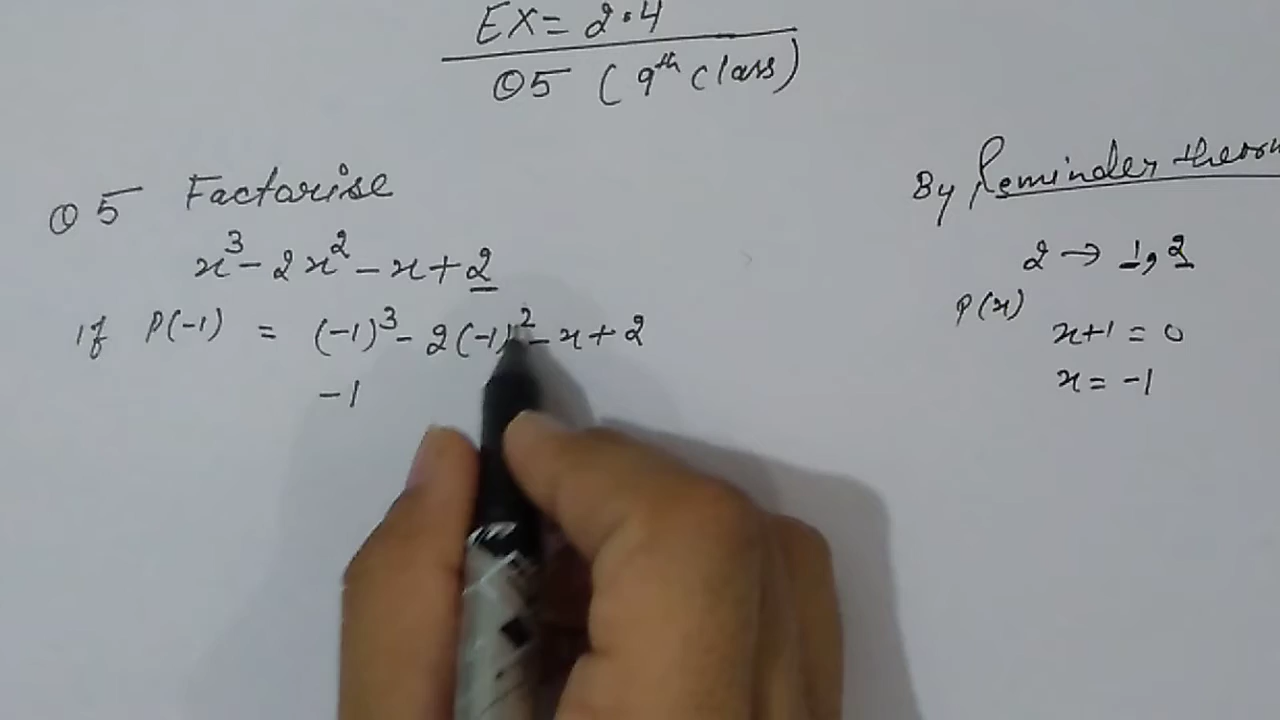 EX = 2.4
Q5 (9th class)
Q5 Factorise
x³ - 2x² - x + 2
If P(-1) = (-1)³ - 2(-1)² - x + 2
-1
By Reminder
2 → 1, 2
P(x)
x+1 = 0
x = -1